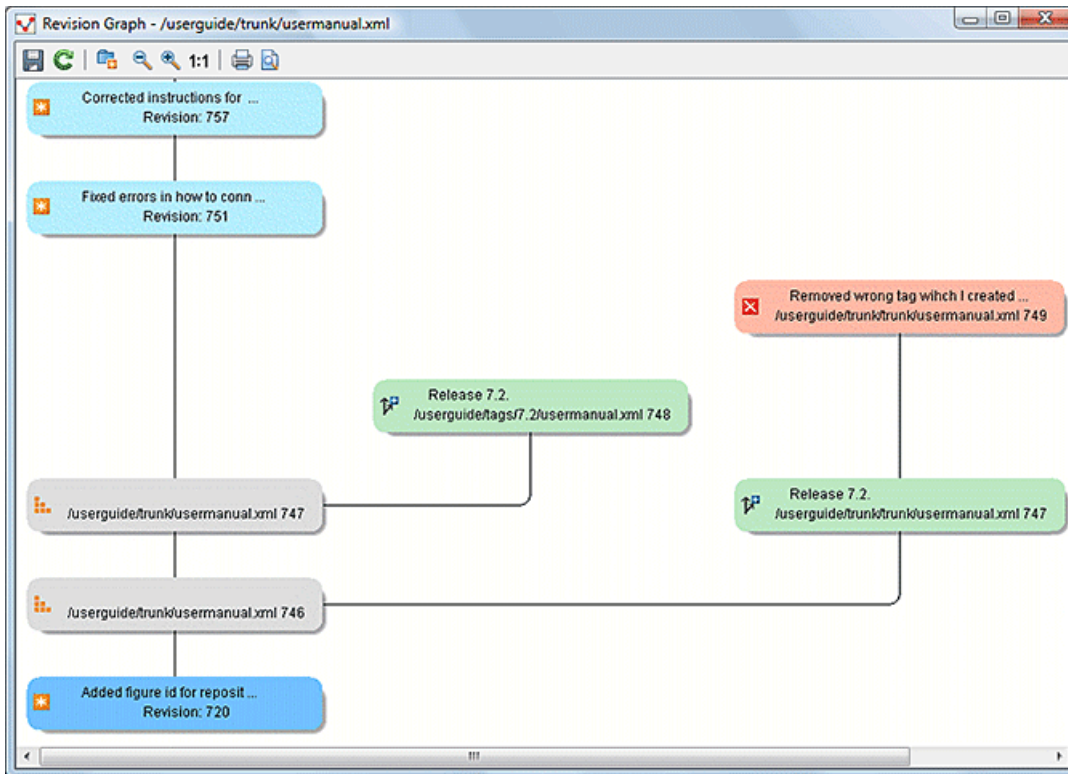 Revision Graph - /userguide/trunk/usermanual.xml
1:1
Corrected instructions for ...
Revision: 757
Fixed errors in how to conn ...
Revision: 751
Removed wrong tag wihch I created ...
/userguide/trunk/trunk/usermanual.xml 749
Release 7.2.
/userguide/tags/7.2/usermanual.xml 748
/userguide/trunk/usermanual.xml 747
Release 7.2.
/userguide/trunk/trunk/usermanual.xml 747
/userguide/trunk/usermanual.xml 746
Added figure id for reposit ...
Revision: 720